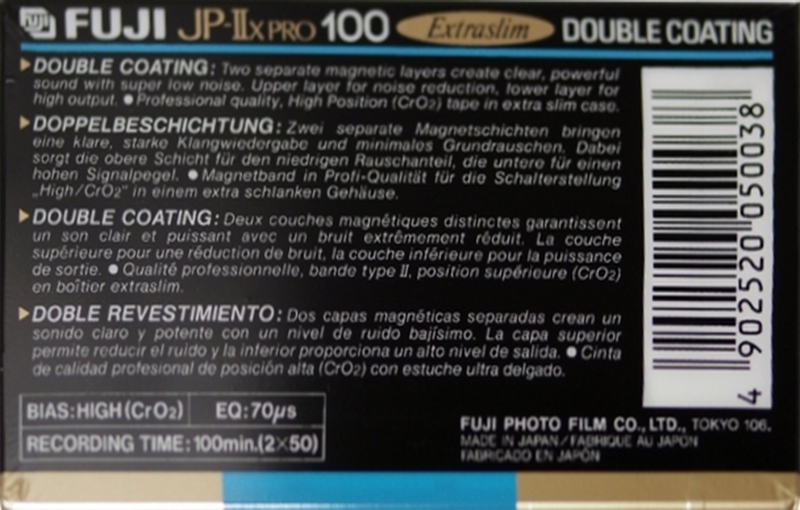 FUJI FUJI JP-IIx PRO 100 Extraslim DOUBLE COATING
DOUBLE COATING: Two separate magnetic layers create clear, powerful
sound with super low noise. Upper layer for noise reduction, lower layer for
high output. ● Professional quality, High Position (CrO₂) tape in extra slim case.
DOPPELBESCHICHTUNG: Zwei separate Magnetschichten bringen
eine klare, starke Klangwiedergabe und minimales Grundrauschen. Dabei
sorgt die obere Schicht für den niedrigen Rauschanteil, die untere für einen
hohen Signalpegel. ● Magnetband in Profi-Qualität für die Schalterstellung
„High/CrO₂" in einem extra schlanken Gehäuse.
DOUBLE COATING: Deux couches magnétiques distinctes garantissent
un son clair et puissant avec un bruit extrêmement réduit. La couche
supérieure pour une réduction de bruit, la couche inférieure pour la puissance
de sortie. ● Qualité professionnelle, bande type II, position supérieure (CrO₂)
en boîtier extraslim.
DOBLE REVESTIMIENTO: Dos capas magnéticas separadas crean un
sonido claro y potente con un nivel de ruido bajísimo. La capa superior
permite reducir el ruido y la inferior proporciona un alto nivel de salida. ● Cinta
de calidad profesional de posición alta (CrO₂) con estuche ultra delgado.
4 902520 050038
BIAS: HIGH (CrO₂) EQ: 70µs
RECORDING TIME: 100min. (2×50)
FUJI PHOTO FILM CO., LTD., TOKYO 106.
MADE IN JAPAN / FABRIQUE AU JAPON
FABRICADO EN JAPÓN